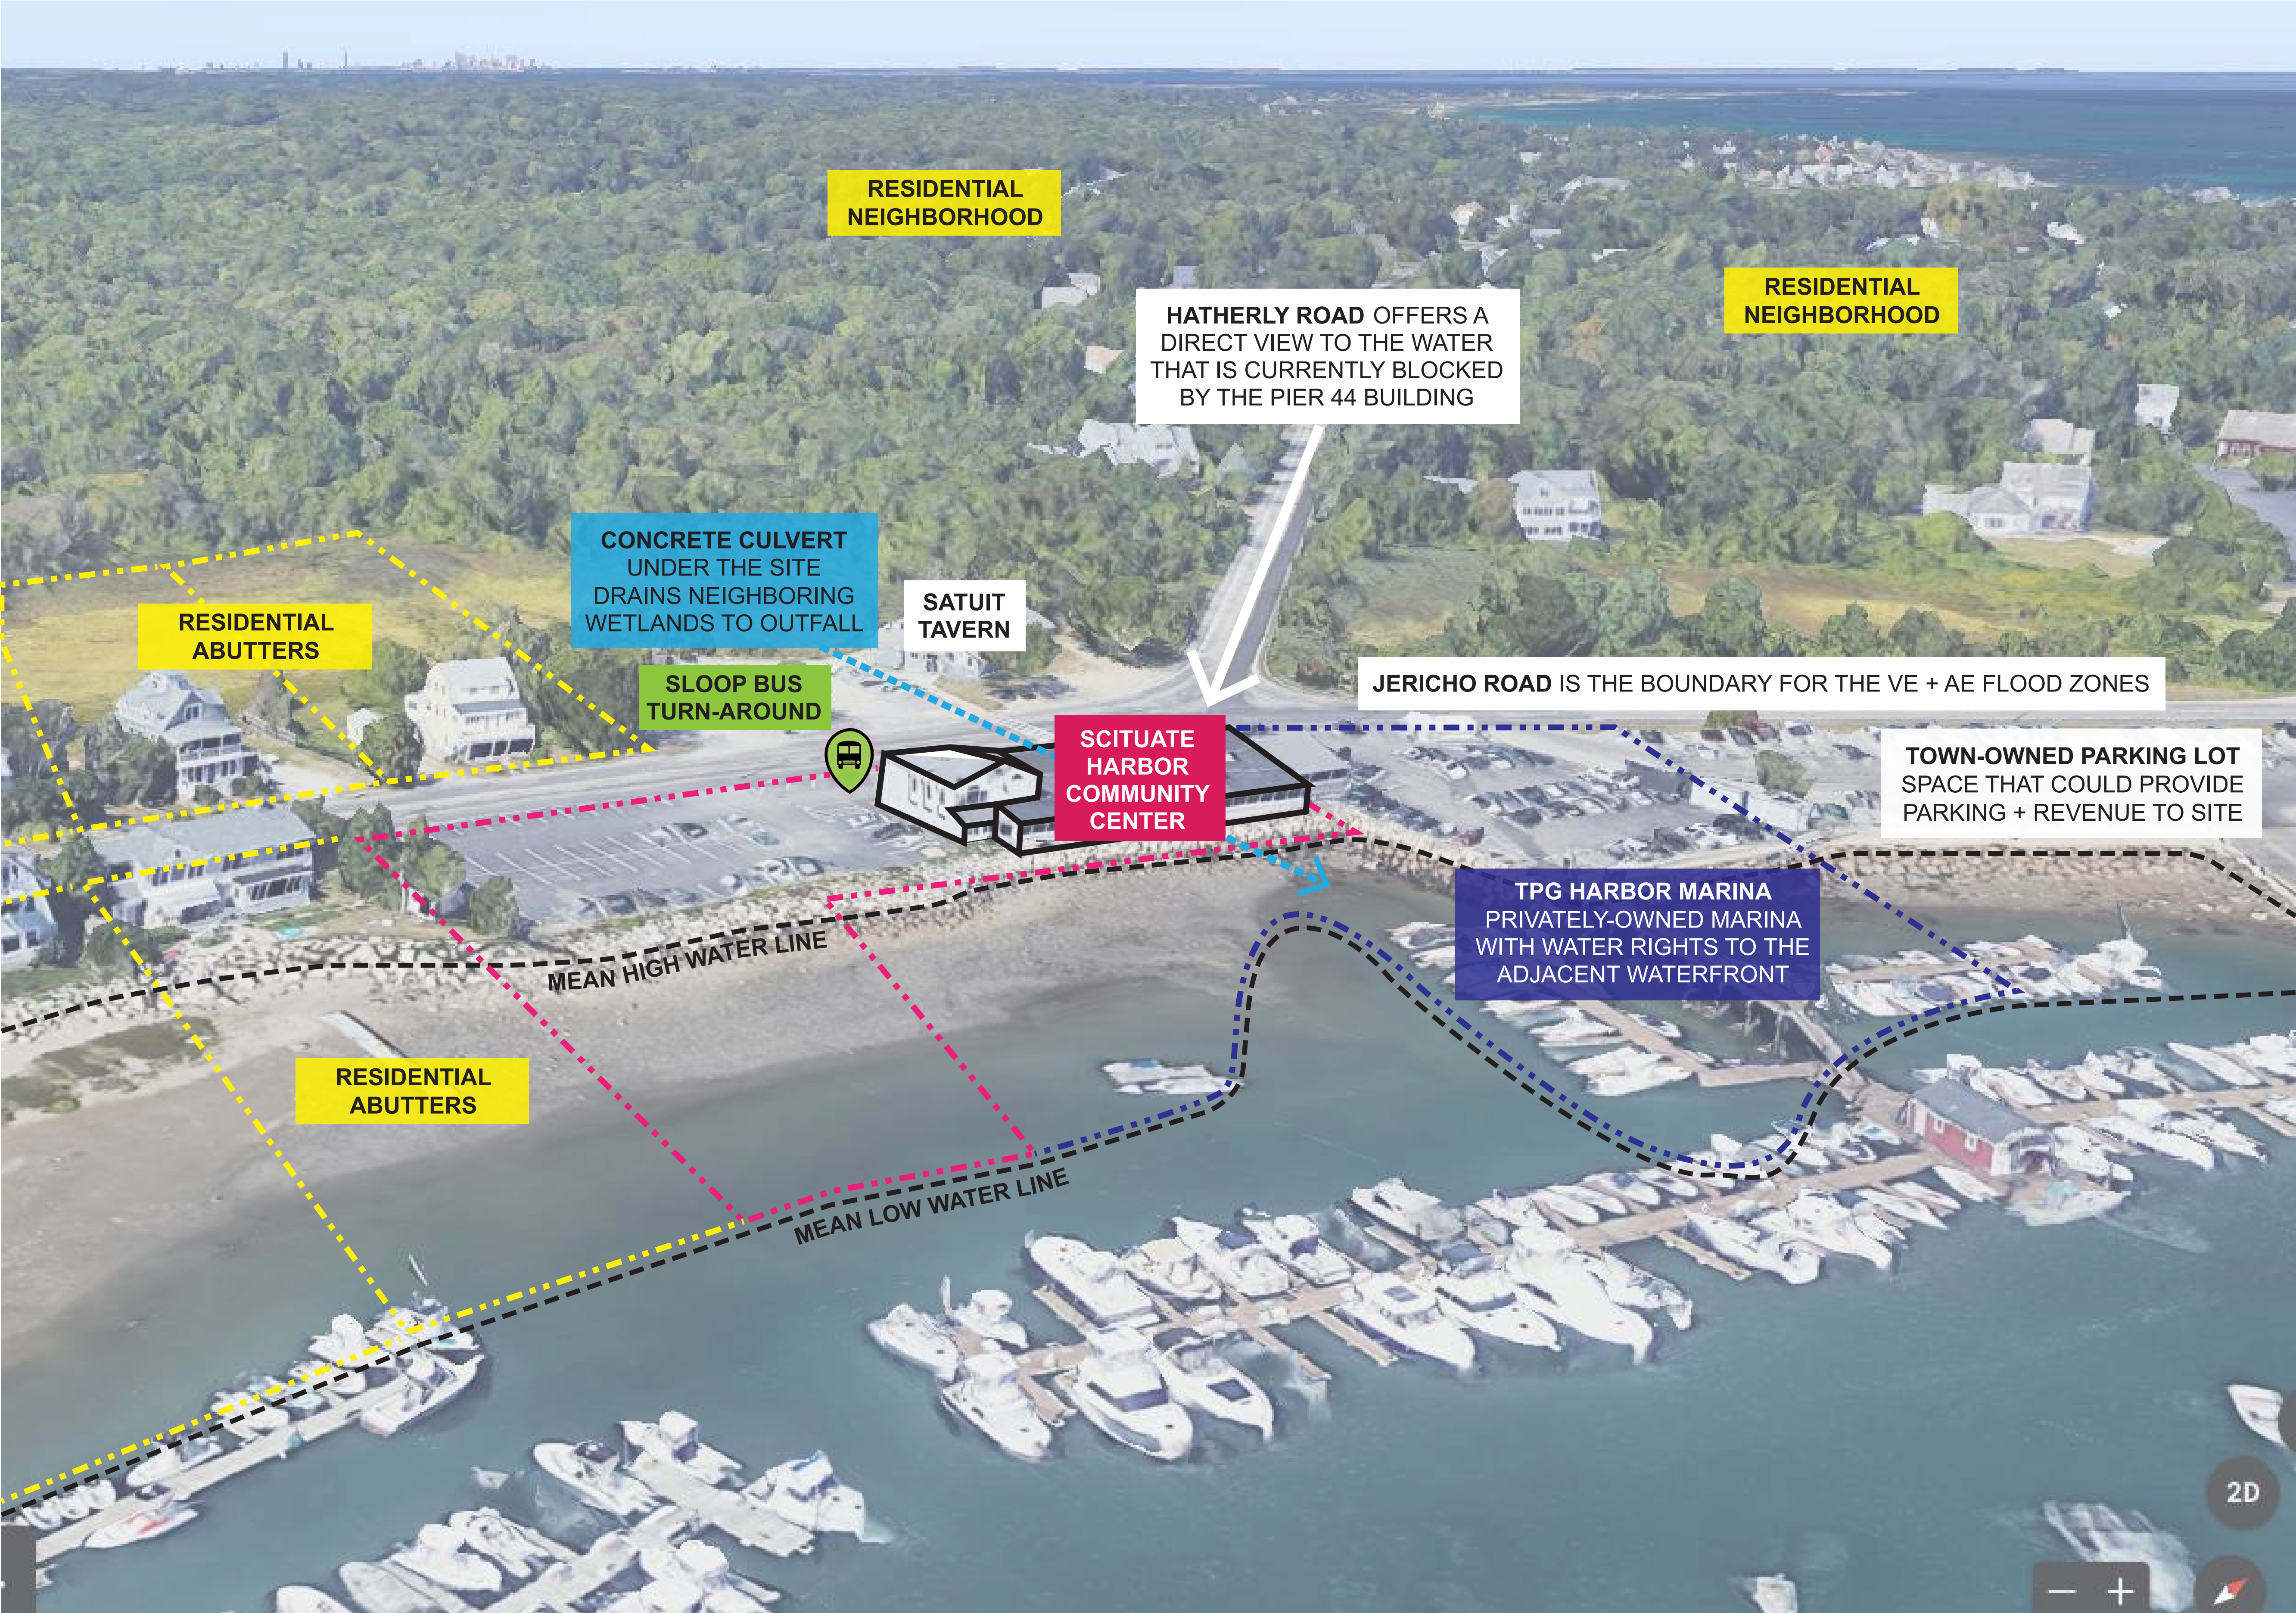 RESIDENTIAL
NEIGHBORHOOD
RESIDENTIAL
NEIGHBORHOOD
HATHERLY ROAD OFFERS A
DIRECT VIEW TO THE WATER
THAT IS CURRENTLY BLOCKED
BY THE PIER 44 BUILDING
CONCRETE CULVERT
UNDER THE SITE
DRAINS NEIGHBORING
WETLANDS TO OUTFALL
SATUIT
TAVERN
RESIDENTIAL
ABUTTERS
SLOOP BUS
TURN-AROUND
JERICHO ROAD IS THE BOUNDARY FOR THE VE + AE FLOOD ZONES
SCITUATE
HARBOR
COMMUNITY
CENTER
TOWN-OWNED PARKING LOT
SPACE THAT COULD PROVIDE
PARKING + REVENUE TO SITE
TPG HARBOR MARINA
PRIVATELY-OWNED MARINA
WITH WATER RIGHTS TO THE
ADJACENT WATERFRONT
MEAN HIGH WATER LINE
RESIDENTIAL
ABUTTERS
MEAN LOW WATER LINE
2D
− +